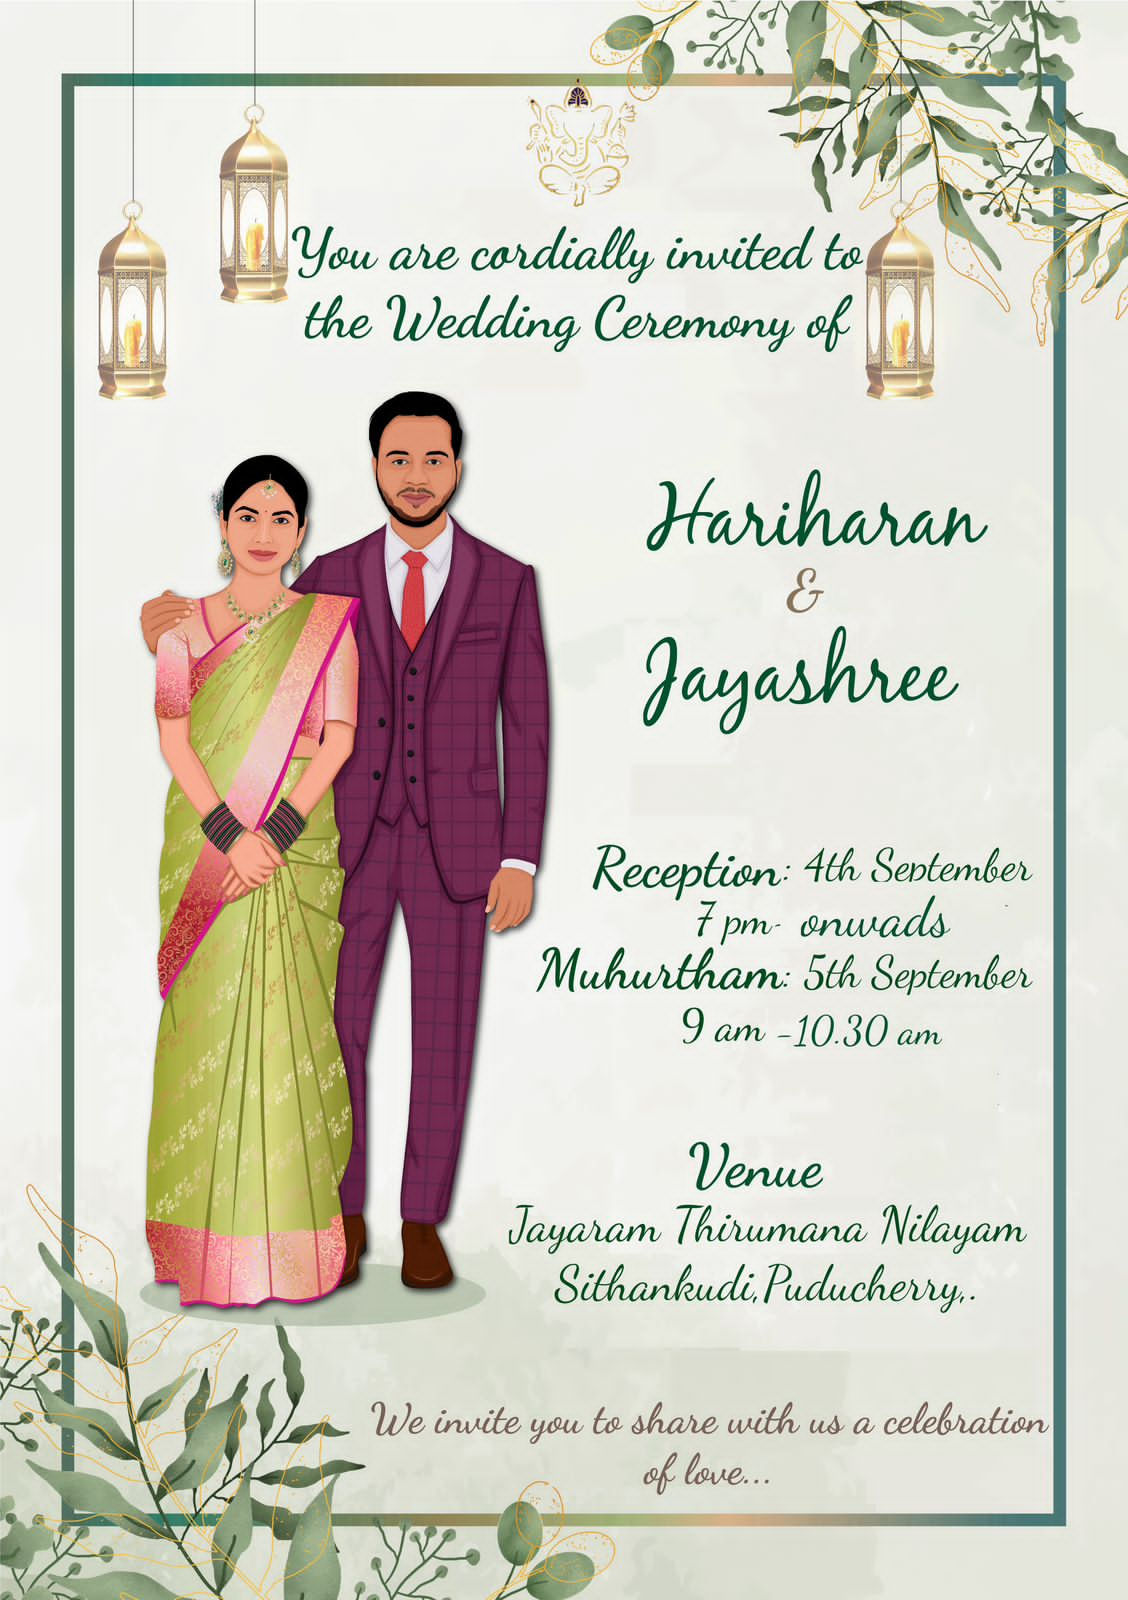 You are cordially invited to
the Wedding Ceremony of
Hariharan
&
Jayashree
Reception: 4th September
7 pm- onwads
Muhurtham: 5th September
9 am -10.30 am
Venue
Jayaram Thirumana Nilayam
Sithankudi,Puducherry,.
We invite you to share with us a celebration
of love...